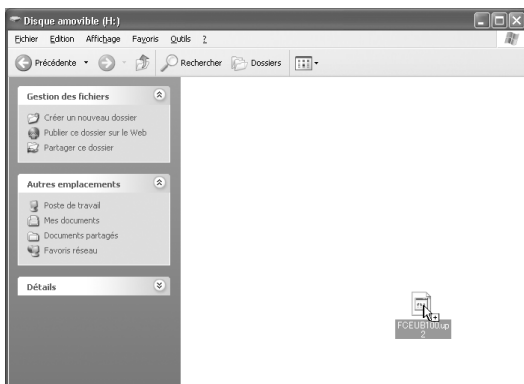 Disque amovible (H:)
Fichier Edition Affichage Favoris Outils ?
Précédente Rechercher Dossiers
Gestion des fichiers
Créer un nouveau dossier
Publier ce dossier sur le Web
Partager ce dossier
Autres emplacements
Poste de travail
Mes documents
Documents partagés
Favoris réseau
Détails
FCEUB100.up
2